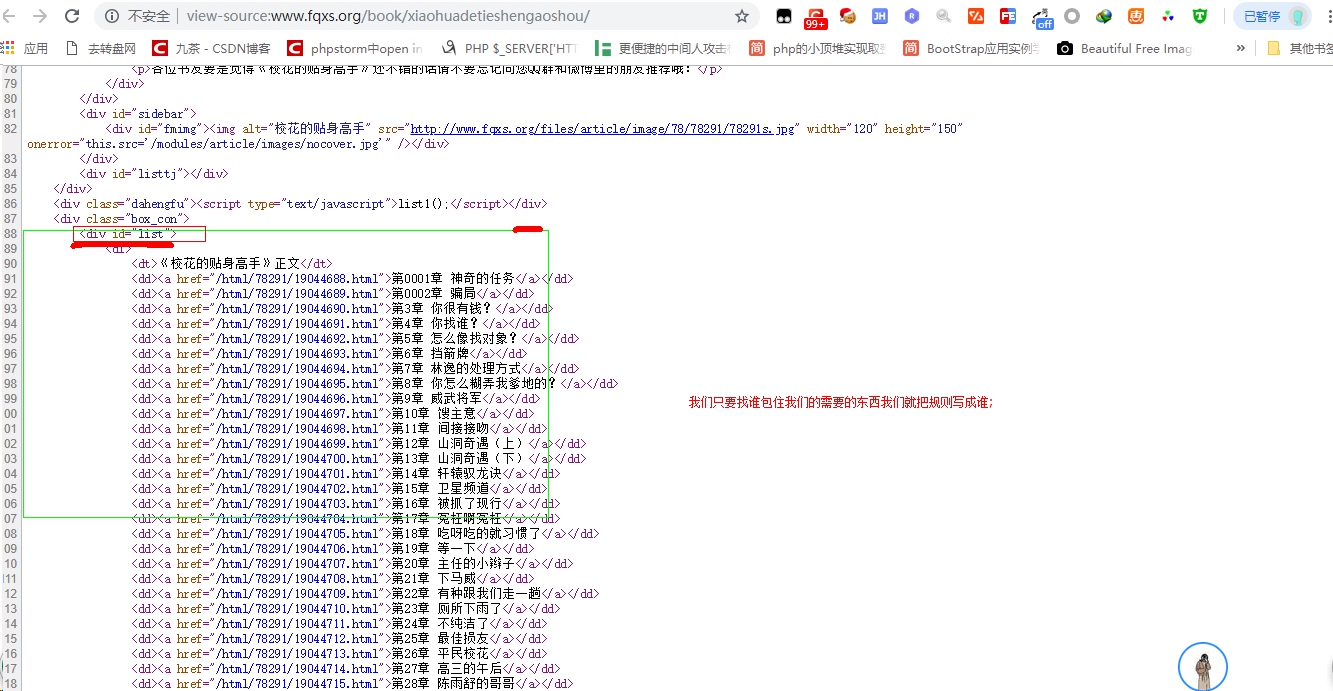 不安全 | view-source:www.fqxs.org/book/xiaohuadetieshengaoshou/
99+
JH
R
FE
off
已暂停
应用
去转盘网
九茶 - CSDN博客
phpstorm中open in
PHP $_SERVER['HTT
更便捷的中间人攻击
php的小顶堆实现取
BootStrap应用实例
Beautiful Free Imag
»
其他书签
78 <p>各位书友要是觉得《校花的贴身高手》还不错的话请不要忘记向您QQ群和微博里的朋友推荐哦！</p>
79 </div>
80 </div>
81 <div id="sidebar">
82 <div id="fmimg"><img alt="校花的贴身高手" src="http://www.fqxs.org/files/article/image/78/78291/78291s.jpg" width="120" height="150"
onerror="this.src='/modules/article/images/nocover.jpg'" /></div>
83 </div>
84 <div id="listtj"></div>
85 </div>
86 <div class="dahengfu"><script type="text/javascript">list1();</script></div>
87 <div class="box_con">
88 <div id="list">
89 <dl>
90 <dt>《校花的贴身高手》正文</dt>
91 <dd><a href="/html/78291/19044688.html">第0001章 神奇的任务</a></dd>
92 <dd><a href="/html/78291/19044689.html">第0002章 骗局</a></dd>
93 <dd><a href="/html/78291/19044690.html">第3章 你很有钱？</a></dd>
94 <dd><a href="/html/78291/19044691.html">第4章 你找谁？</a></dd>
95 <dd><a href="/html/78291/19044692.html">第5章 怎么像找对象？</a></dd>
96 <dd><a href="/html/78291/19044693.html">第6章 挡箭牌</a></dd>
97 <dd><a href="/html/78291/19044694.html">第7章 林逸的处理方式</a></dd>
98 <dd><a href="/html/78291/19044695.html">第8章 你怎么糊弄我爹地的？</a></dd>
99 <dd><a href="/html/78291/19044696.html">第9章 威武将军</a></dd>
00 <dd><a href="/html/78291/19044697.html">第10章 馊主意</a></dd>
我们只要找谁包住我们的需要的东西我们就把规则写成谁;
01 <dd><a href="/html/78291/19044698.html">第11章 间接接吻</a></dd>
02 <dd><a href="/html/78291/19044699.html">第12章 山洞奇遇（上）</a></dd>
03 <dd><a href="/html/78291/19044700.html">第13章 山洞奇遇（下）</a></dd>
04 <dd><a href="/html/78291/19044701.html">第14章 轩辕驭龙诀</a></dd>
05 <dd><a href="/html/78291/19044702.html">第15章 卫星频道</a></dd>
06 <dd><a href="/html/78291/19044703.html">第16章 被抓了现行</a></dd>
07 <dd><a href="/html/78291/19044704.html">第17章 冤枉啊冤枉</a></dd>
08 <dd><a href="/html/78291/19044705.html">第18章 吃呀吃的就习惯了</a></dd>
09 <dd><a href="/html/78291/19044706.html">第19章 等一下</a></dd>
10 <dd><a href="/html/78291/19044707.html">第20章 主任的小辫子</a></dd>
11 <dd><a href="/html/78291/19044708.html">第21章 下马威</a></dd>
12 <dd><a href="/html/78291/19044709.html">第22章 有种跟我们走一趟</a></dd>
13 <dd><a href="/html/78291/19044710.html">第23章 厕所下雨了</a></dd>
14 <dd><a href="/html/78291/19044711.html">第24章 不纯洁了</a></dd>
15 <dd><a href="/html/78291/19044712.html">第25章 最佳损友</a></dd>
16 <dd><a href="/html/78291/19044713.html">第26章 平民校花</a></dd>
17 <dd><a href="/html/78291/19044714.html">第27章 高三的午后</a></dd>
18 <dd><a href="/html/78291/19044715.html">第28章 陈雨舒的哥哥</a></dd>